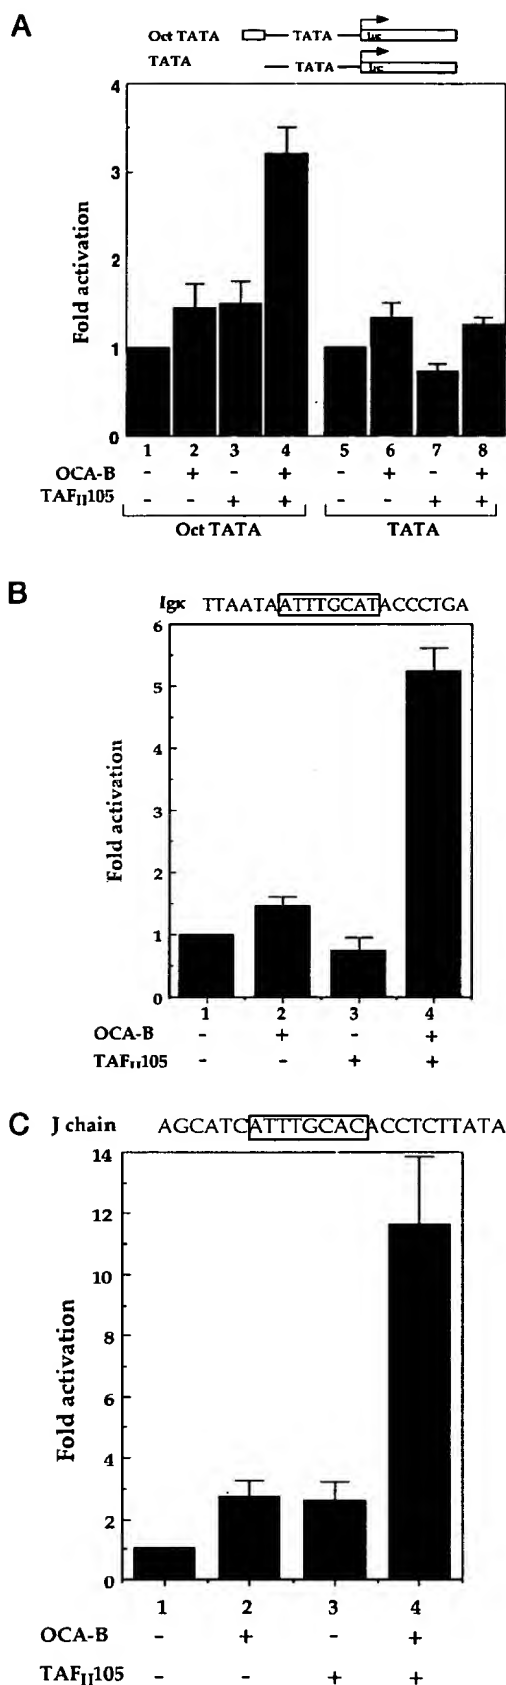 A
Oct TATA TATA Luc
TATA TATA Luc
4
3
2
1
0
Fold activation
1 2 3 4 5 6 7 8
OCA-B - + - + - + - +
TAFII105 - - + + - - + +
Oct TATA TATA
B
Igκ TTAATAATTTGCATACCCTGA
6
5
4
3
2
1
0
Fold activation
1 2 3 4
OCA-B - + - +
TAFII105 - - + +
C
J chain AGCATCATTTGCACACCTCTTATA
14
12
10
8
6
4
2
0
Fold activation
1 2 3 4
OCA-B - + - +
TAFII105 - - + +